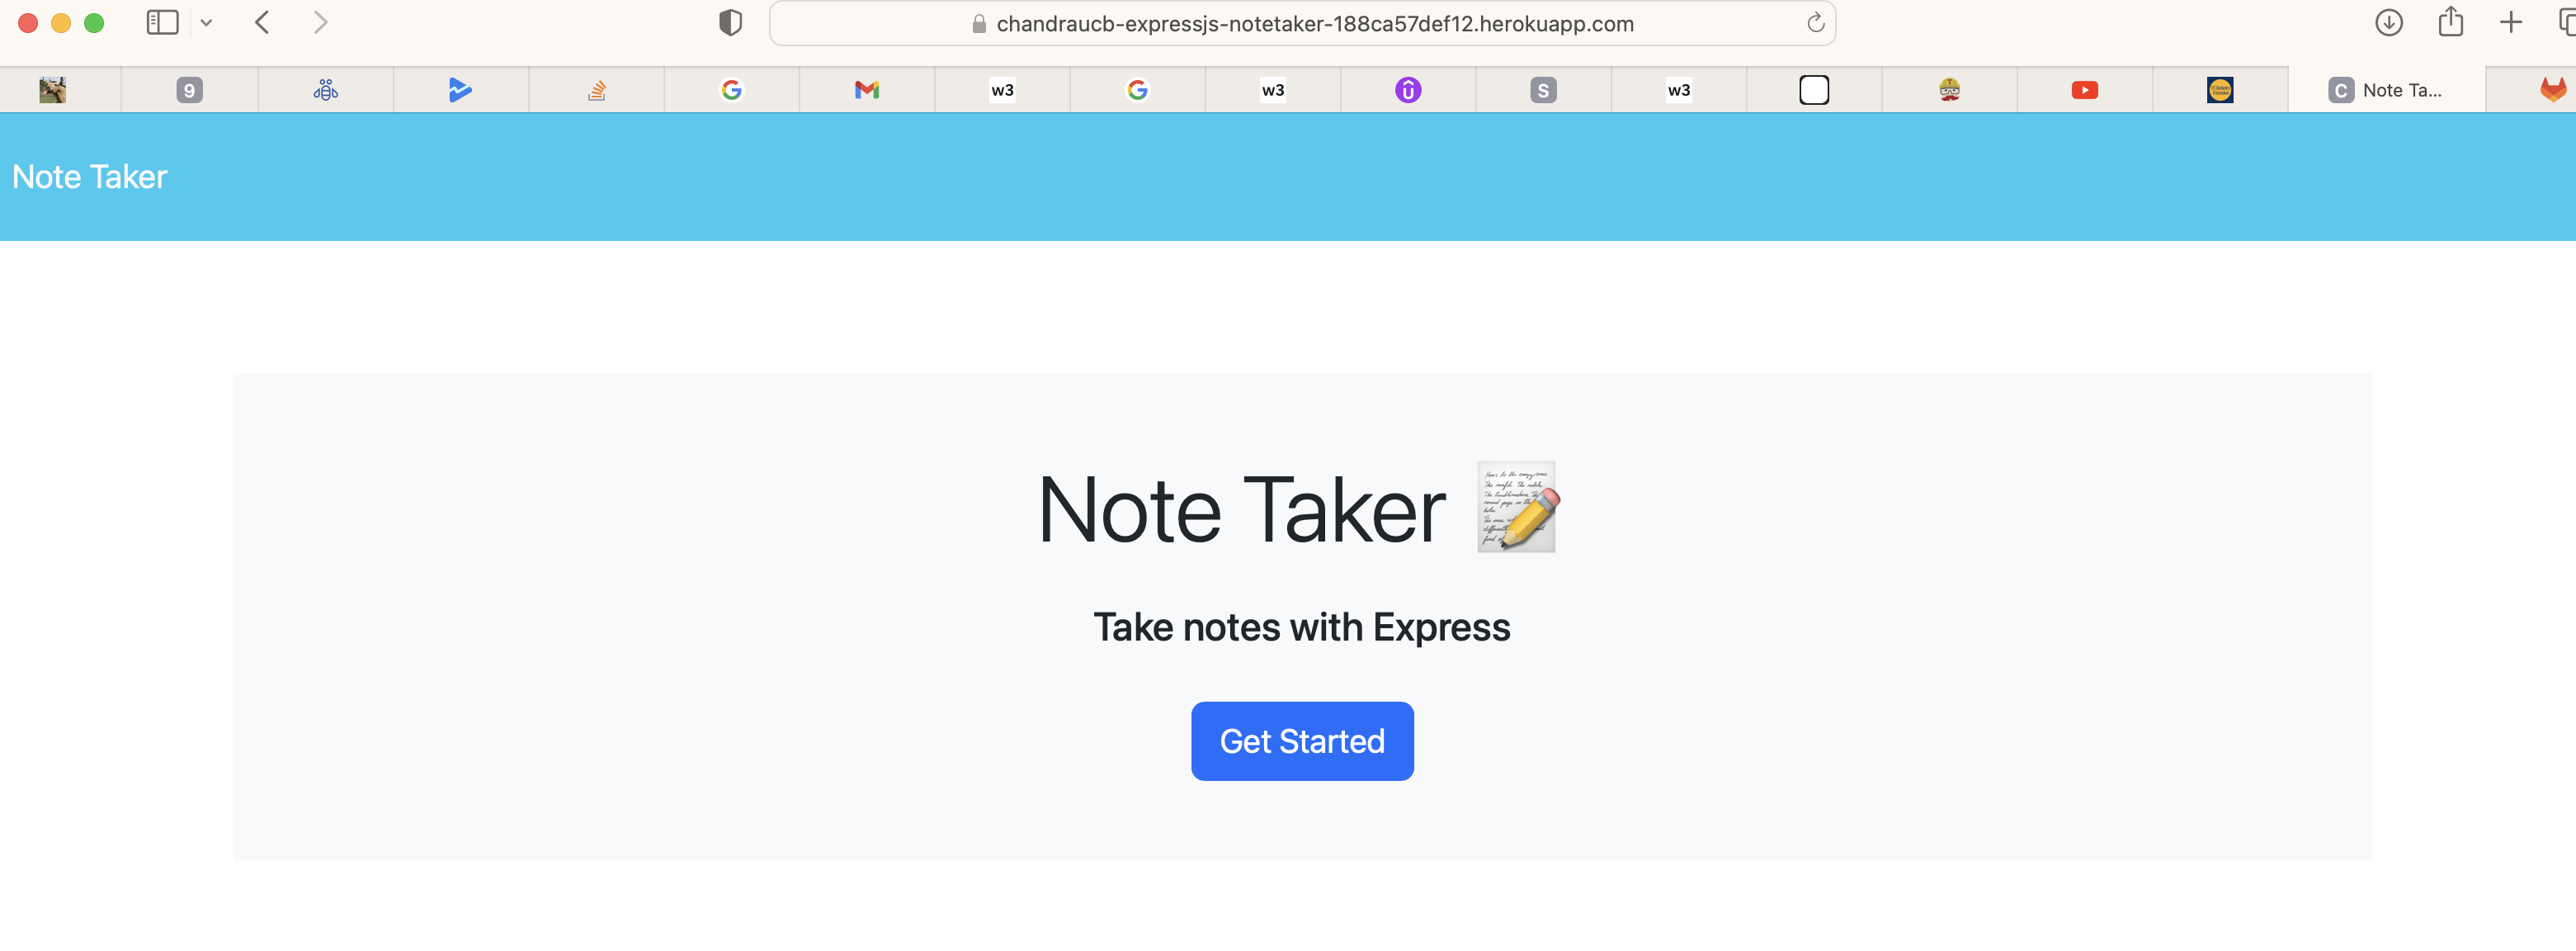 chandraucb-expressjs-notetaker-188ca57def12.herokuapp.com
9
w3
w3
S
w3
C Note Ta...
Note Taker
Note Taker
Take notes with Express
Get Started